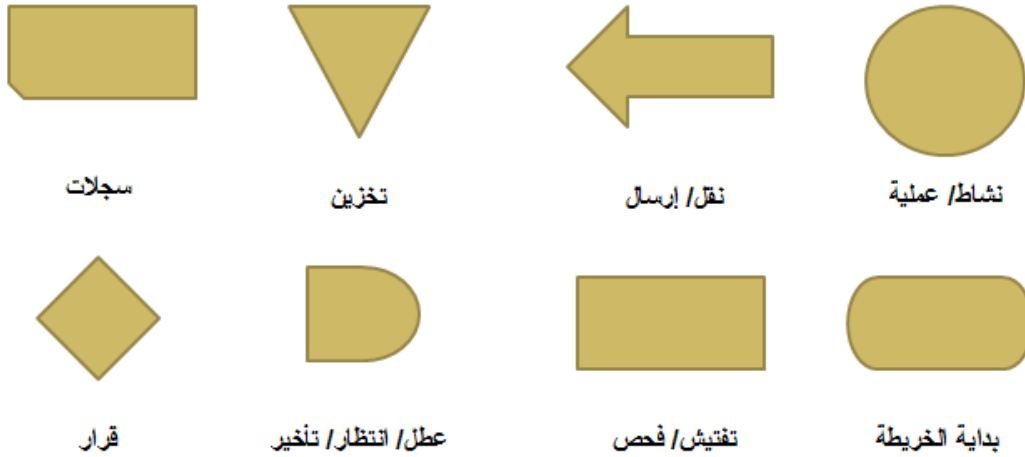 نشاط/ عملية
نقل/ إرسال
تخزين
سجلات
بداية الخريطة
تفتيش/ فحص
عطل/ انتظار/ تأخير
قرار